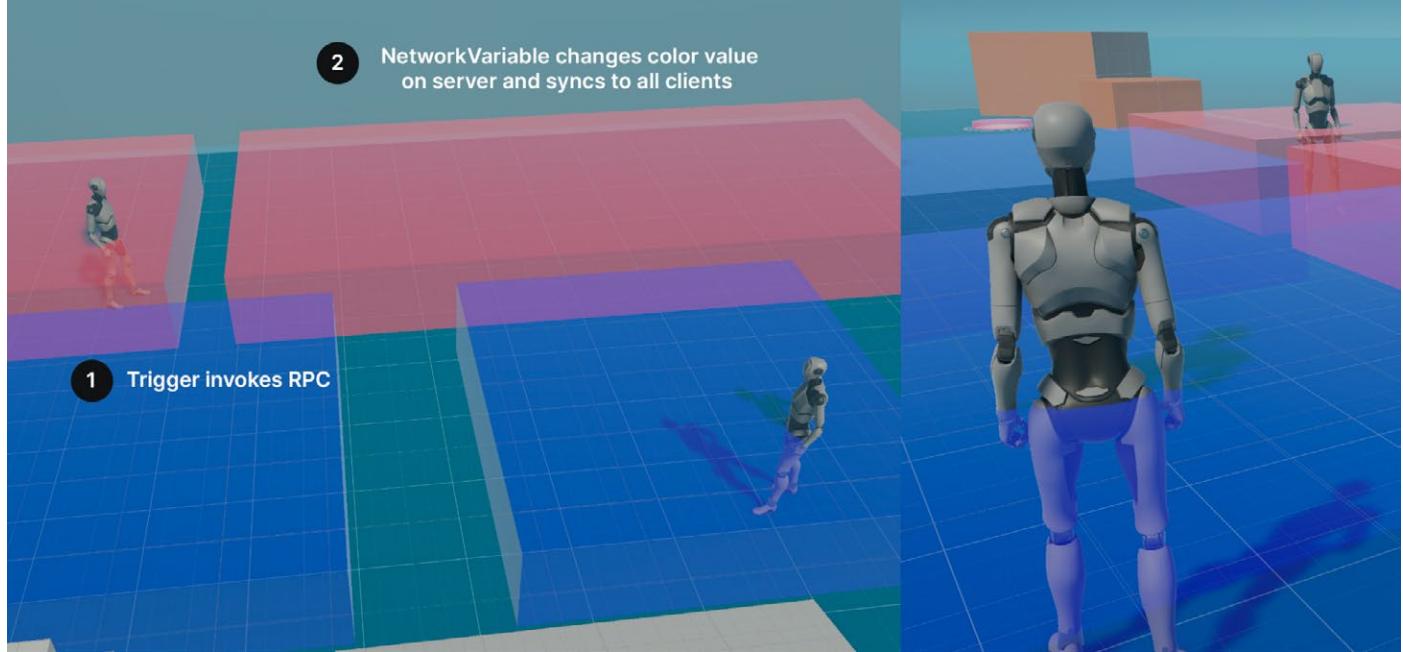 2
NetworkVariable changes color value
on server and syncs to all clients
1
Trigger invokes RPC